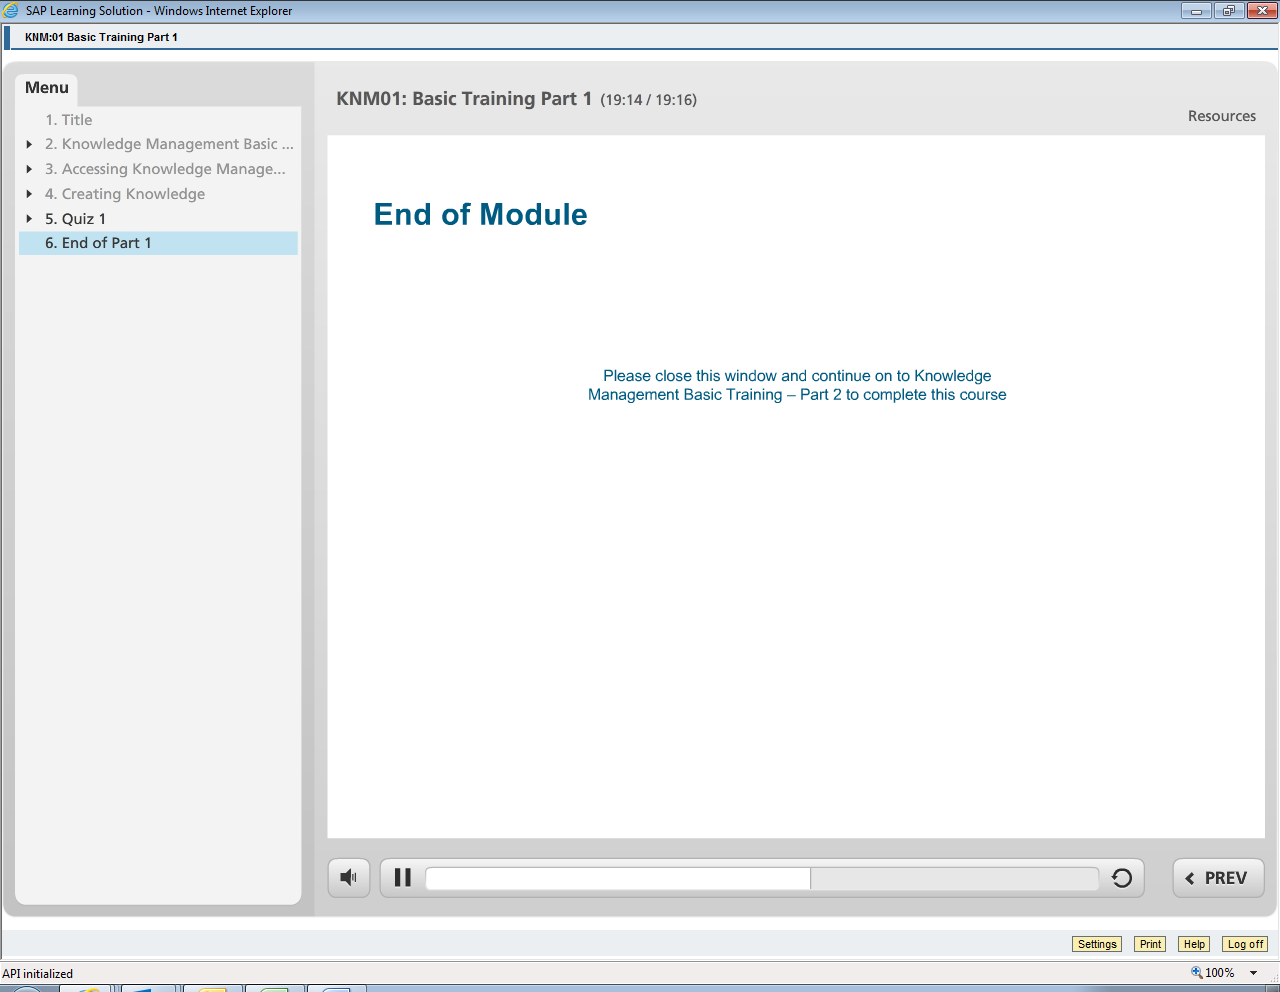 SAP Learning Solution - Windows Internet Explorer
KNM:01 Basic Training Part 1
Menu
1. Title
2. Knowledge Management Basic ...
3. Accessing Knowledge Manage...
4. Creating Knowledge
5. Quiz 1
6. End of Part 1
KNM01: Basic Training Part 1 (19:14 / 19:16)
Resources
End of Module
Please close this window and continue on to Knowledge
Management Basic Training – Part 2 to complete this course
PREV
Settings Print Help Log off
API initialized
100%